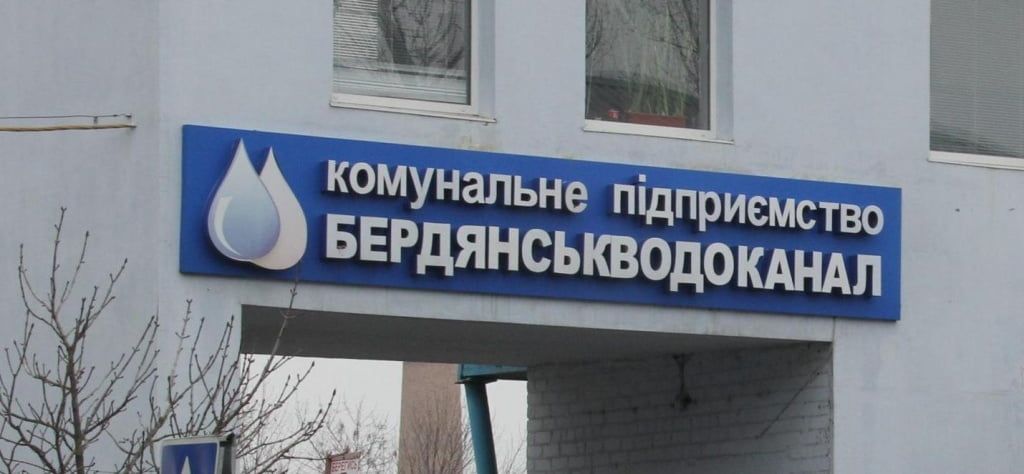 комунальне підприємство
БЕРДЯНСЬКВОДОКАНАЛ